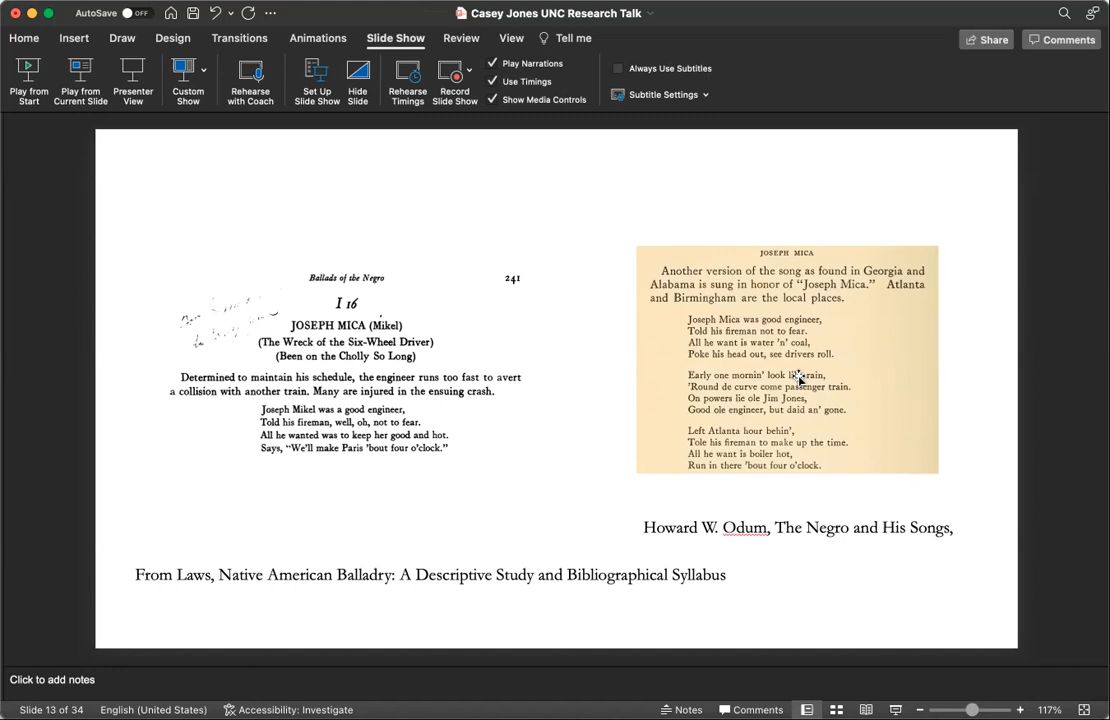 AutoSave OFF
Casey Jones UNC Research Talk
Home Insert Draw Design Transitions Animations Slide Show Review View Tell me
Share Comments
Play from Start
Play from Current Slide
Presenter View
Custom Show
Rehearse with Coach
Set Up Slide Show
Hide Slide
Rehearse Timings
Record Slide Show
Play Narrations
Use Timings
Show Media Controls
Always Use Subtitles
Subtitle Settings
Ballads of the Negro 241
I 16
JOSEPH MICA (Mikel)
(The Wreck of the Six-Wheel Driver)
(Been on the Cholly So Long)
Determined to maintain his schedule, the engineer runs too fast to avert
a collision with another train. Many are injured in the ensuing crash.
Joseph Mikel was a good engineer,
Told his fireman, well, oh, not to fear.
All he wanted was to keep her good and hot.
Says, “We'll make Paris 'bout four o'clock.”
JOSEPH MICA
Another version of the song as found in Georgia and
Alabama is sung in honor of “Joseph Mica.” Atlanta
and Birmingham are the local places.
Joseph Mica was good engineer,
Told his fireman not to fear.
All he want is water 'n' coal,
Poke his head out, see drivers roll.
Early one mornin' look like rain,
'Round de curve come passenger train.
On powers lie ole Jim Jones,
Good ole engineer, but daid an' gone.
Left Atlanta hour behin',
Tole his fireman to make up the time.
All he want is boiler hot,
Run in there 'bout four o'clock.
Howard W. Odum, The Negro and His Songs,
From Laws, Native American Balladry: A Descriptive Study and Bibliographical Syllabus
Click to add notes
Slide 13 of 34 English (United States) Accessibility: Investigate Notes Comments 117%